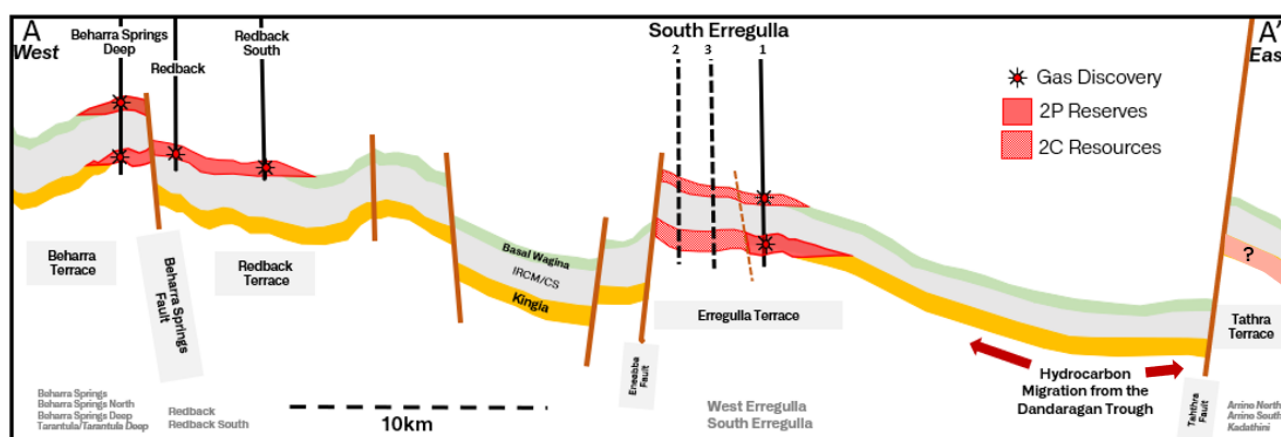 A
West
Beharra Springs
Deep
Redback
Redback
South
South Erregulla
2
3
1
A'
East
Gas Discovery
2P Reserves
2C Resources
Basal Wagina
IRCM/CS
Kingia
?
Beharra
Terrace
Beharra Springs
Fault
Redback
Terrace
Eneabba
Fault
Erregulla Terrace
Tathra
Terrace
Hydrocarbon
Migration from the
Dandaragan Trough
Tahthra
Fault
Beharra Springs
Beharra Springs North
Beharra Springs Deep
Tarantula/Tarantula Deep
Redback
Redback South
10km
West Erregulla
South Erregulla
Arrino North
Arrino South
Kadathini